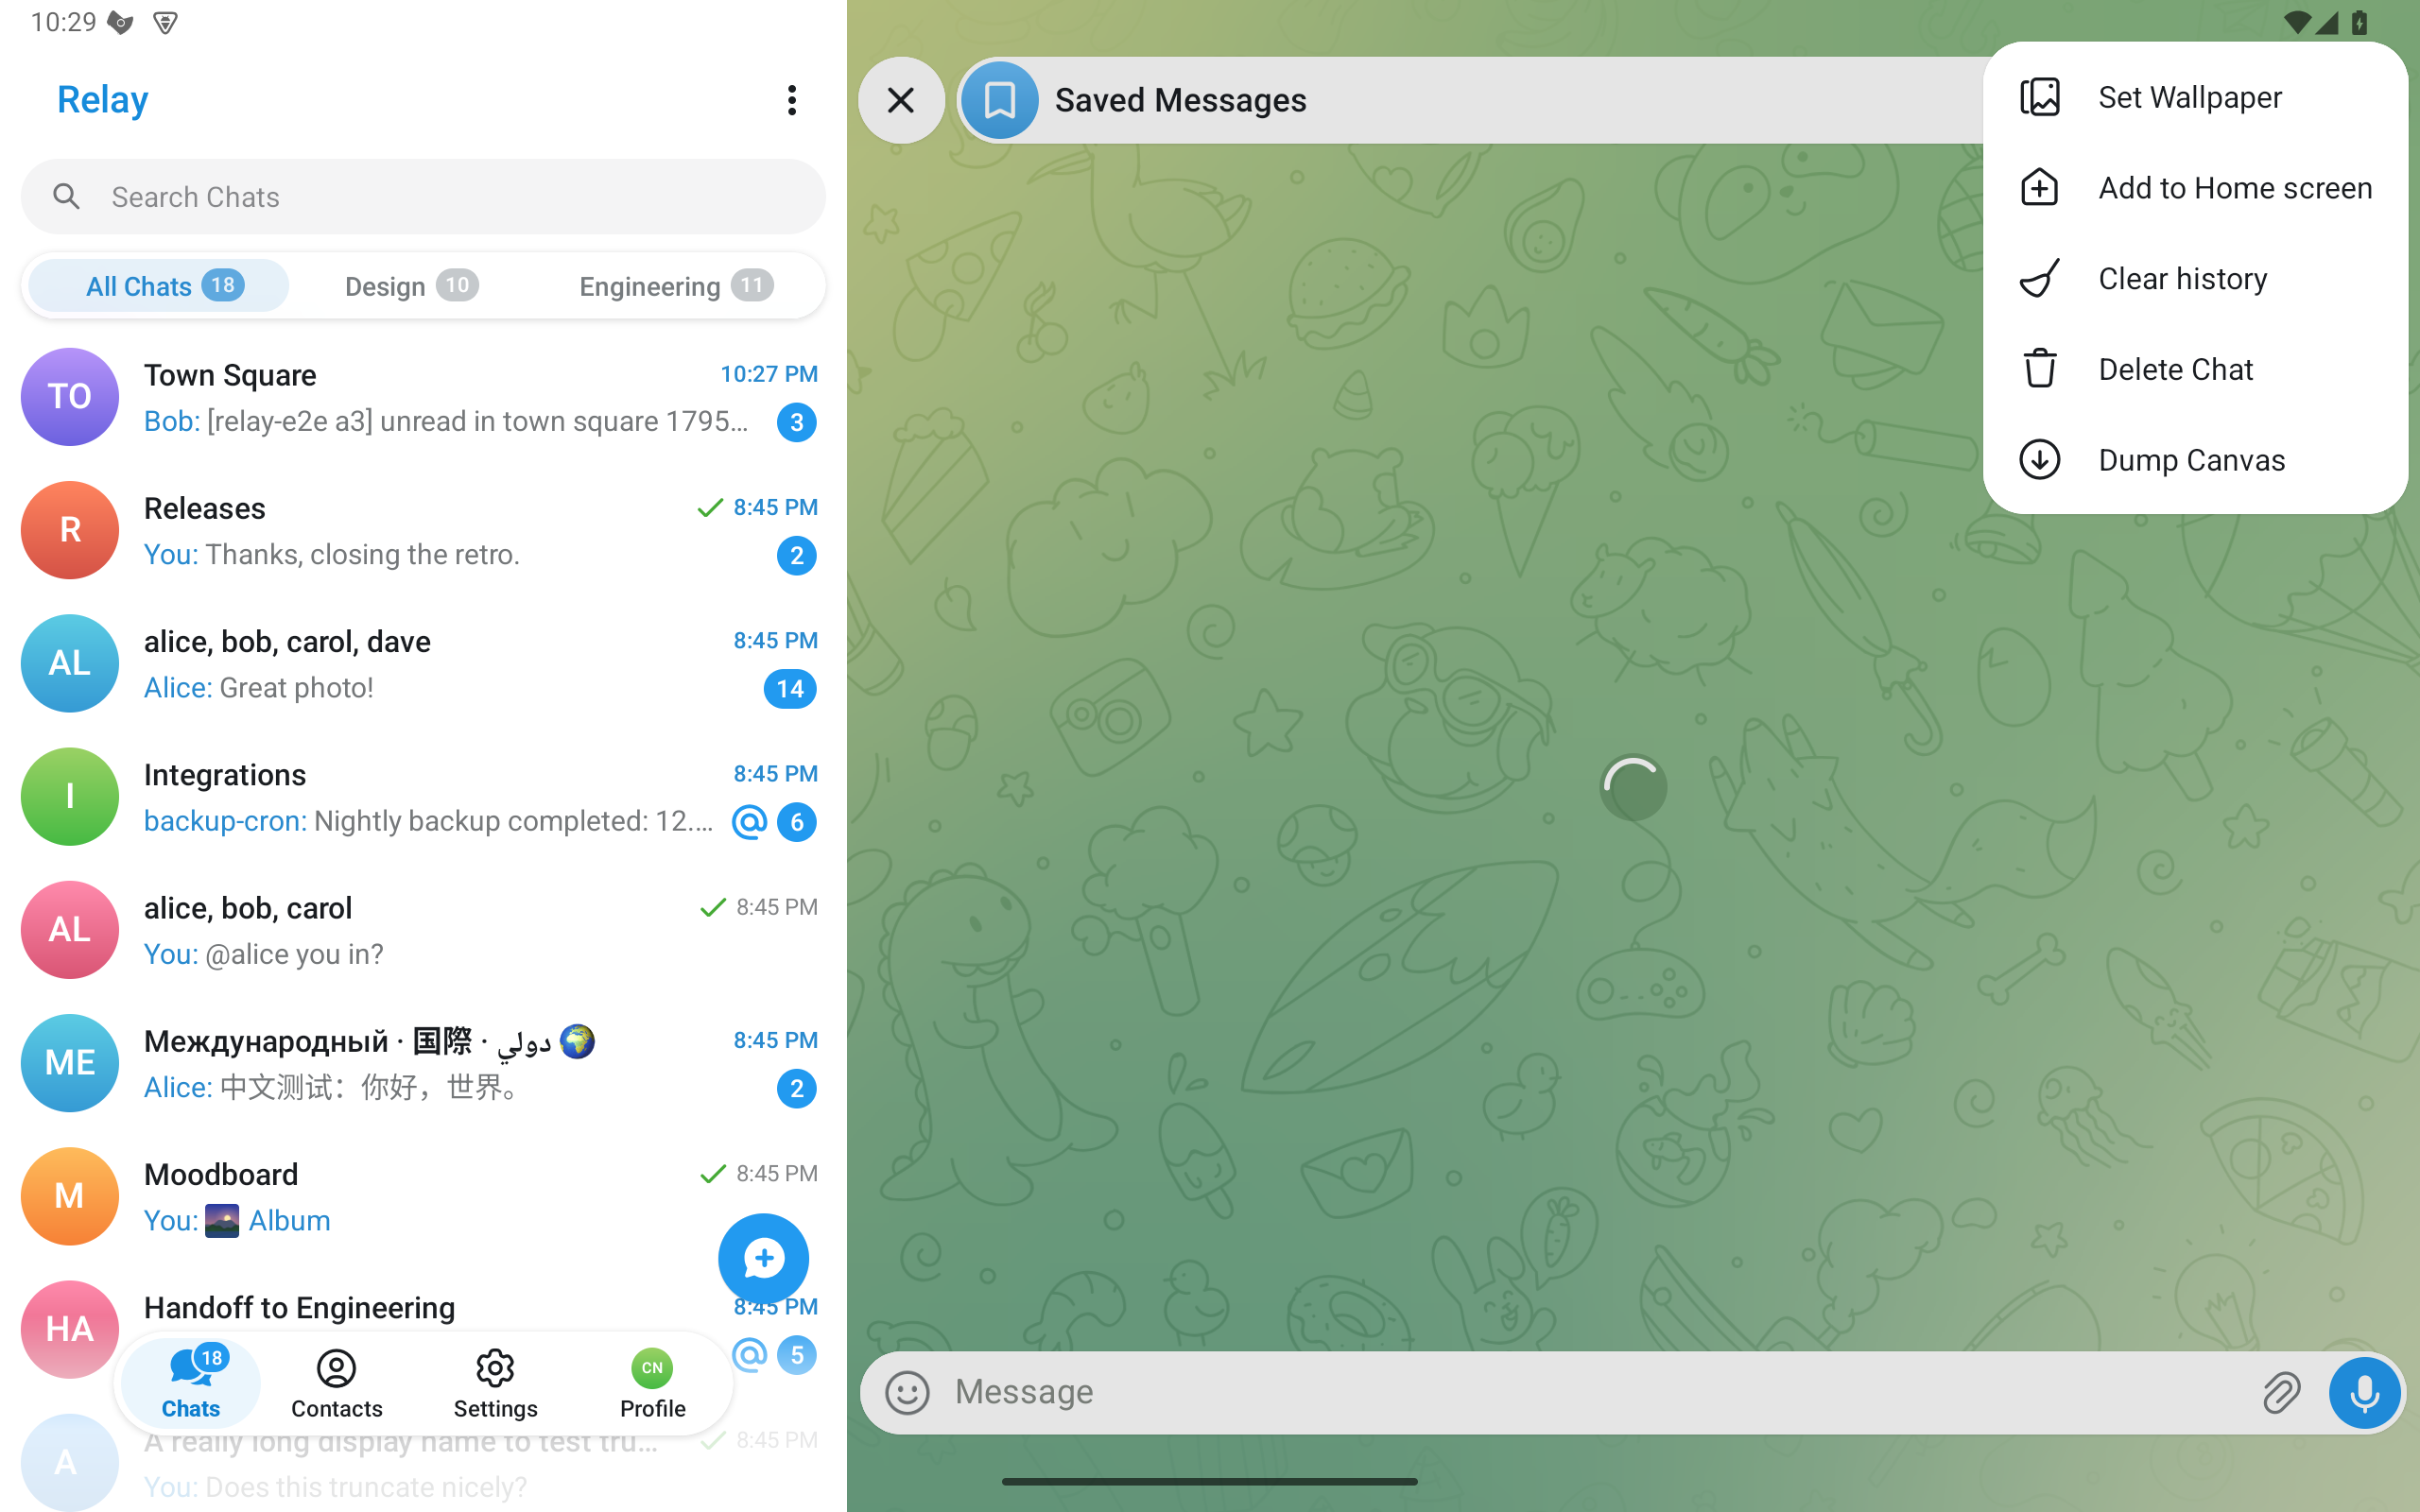 10:29
Relay
Search Chats
All Chats 18
Design 10
Engineering 11
TO
Town Square
10:27 PM
Bob: [relay-e2e a3] unread in town square 1795...
3
R
Releases
8:45 PM
You: Thanks, closing the retro.
2
AL
alice, bob, carol, dave
8:45 PM
Alice: Great photo!
14
I
Integrations
8:45 PM
backup-cron: Nightly backup completed: 12....
6
AL
alice, bob, carol
8:45 PM
You: @alice you in?
ME
Международный · 国際 · دولي 🌍
8:45 PM
Alice: 中文测试：你好，世界。
2
M
Moodboard
8:45 PM
You: Album
HA
Handoff to Engineering
8:45 PM
5
18
Chats
Contacts
Settings
CN
Profile
A
A really long display name to test tru...
8:45 PM
You: Does this truncate nicely?
Saved Messages
Set Wallpaper
Add to Home screen
Clear history
Delete Chat
Dump Canvas
Message